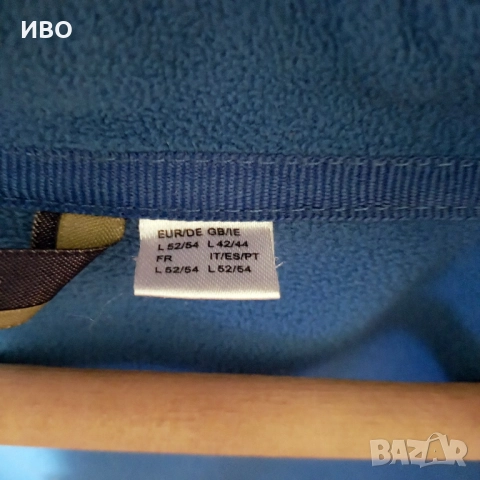 ИВО
EUR/DE GB/IE
L 52/54 L 42/44
FR IT/ES/PT
L 52/54 L 52/54
BAZAR